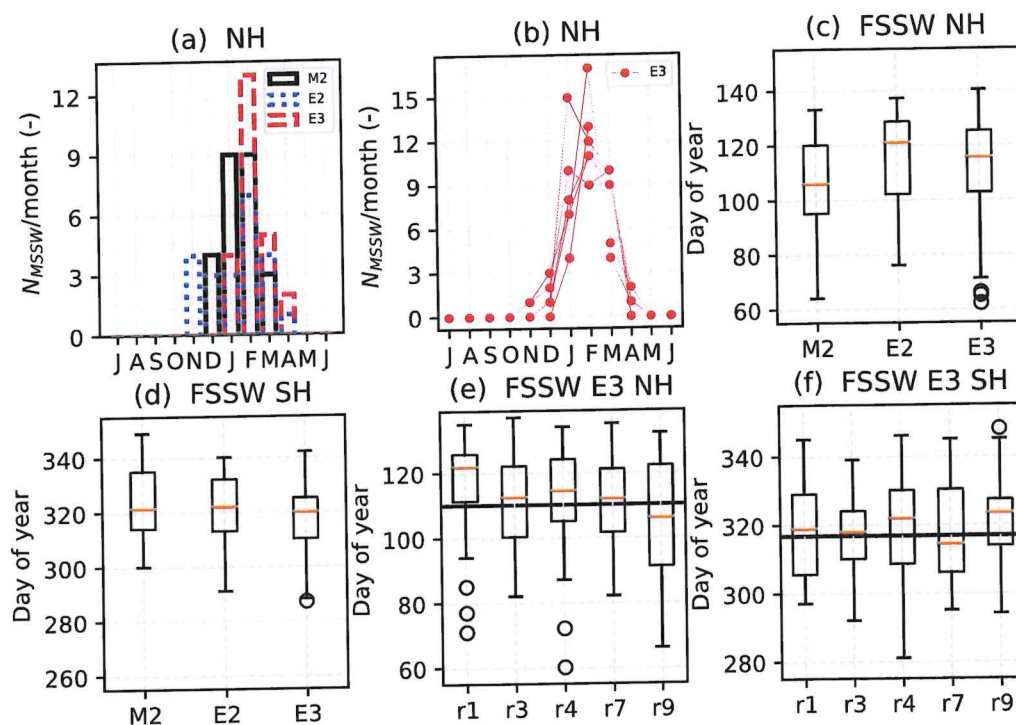 (a) NH
N_MSSW/month (-)
12
9
6
3
0
M2
E2
E3
J A S O N D J F M A M J
(b) NH
N_MSSW/month (-)
15
12
9
6
3
0
E3
J A S O N D J F M A M J
(c) FSSW NH
Day of year
140
120
100
80
60
M2 E2 E3
(d) FSSW SH
Day of year
340
320
300
280
260
M2 E2 E3
(e) FSSW E3 NH
Day of year
120
100
80
60
r1 r3 r4 r7 r9
(f) FSSW E3 SH
Day of year
340
320
300
280
r1 r3 r4 r7 r9